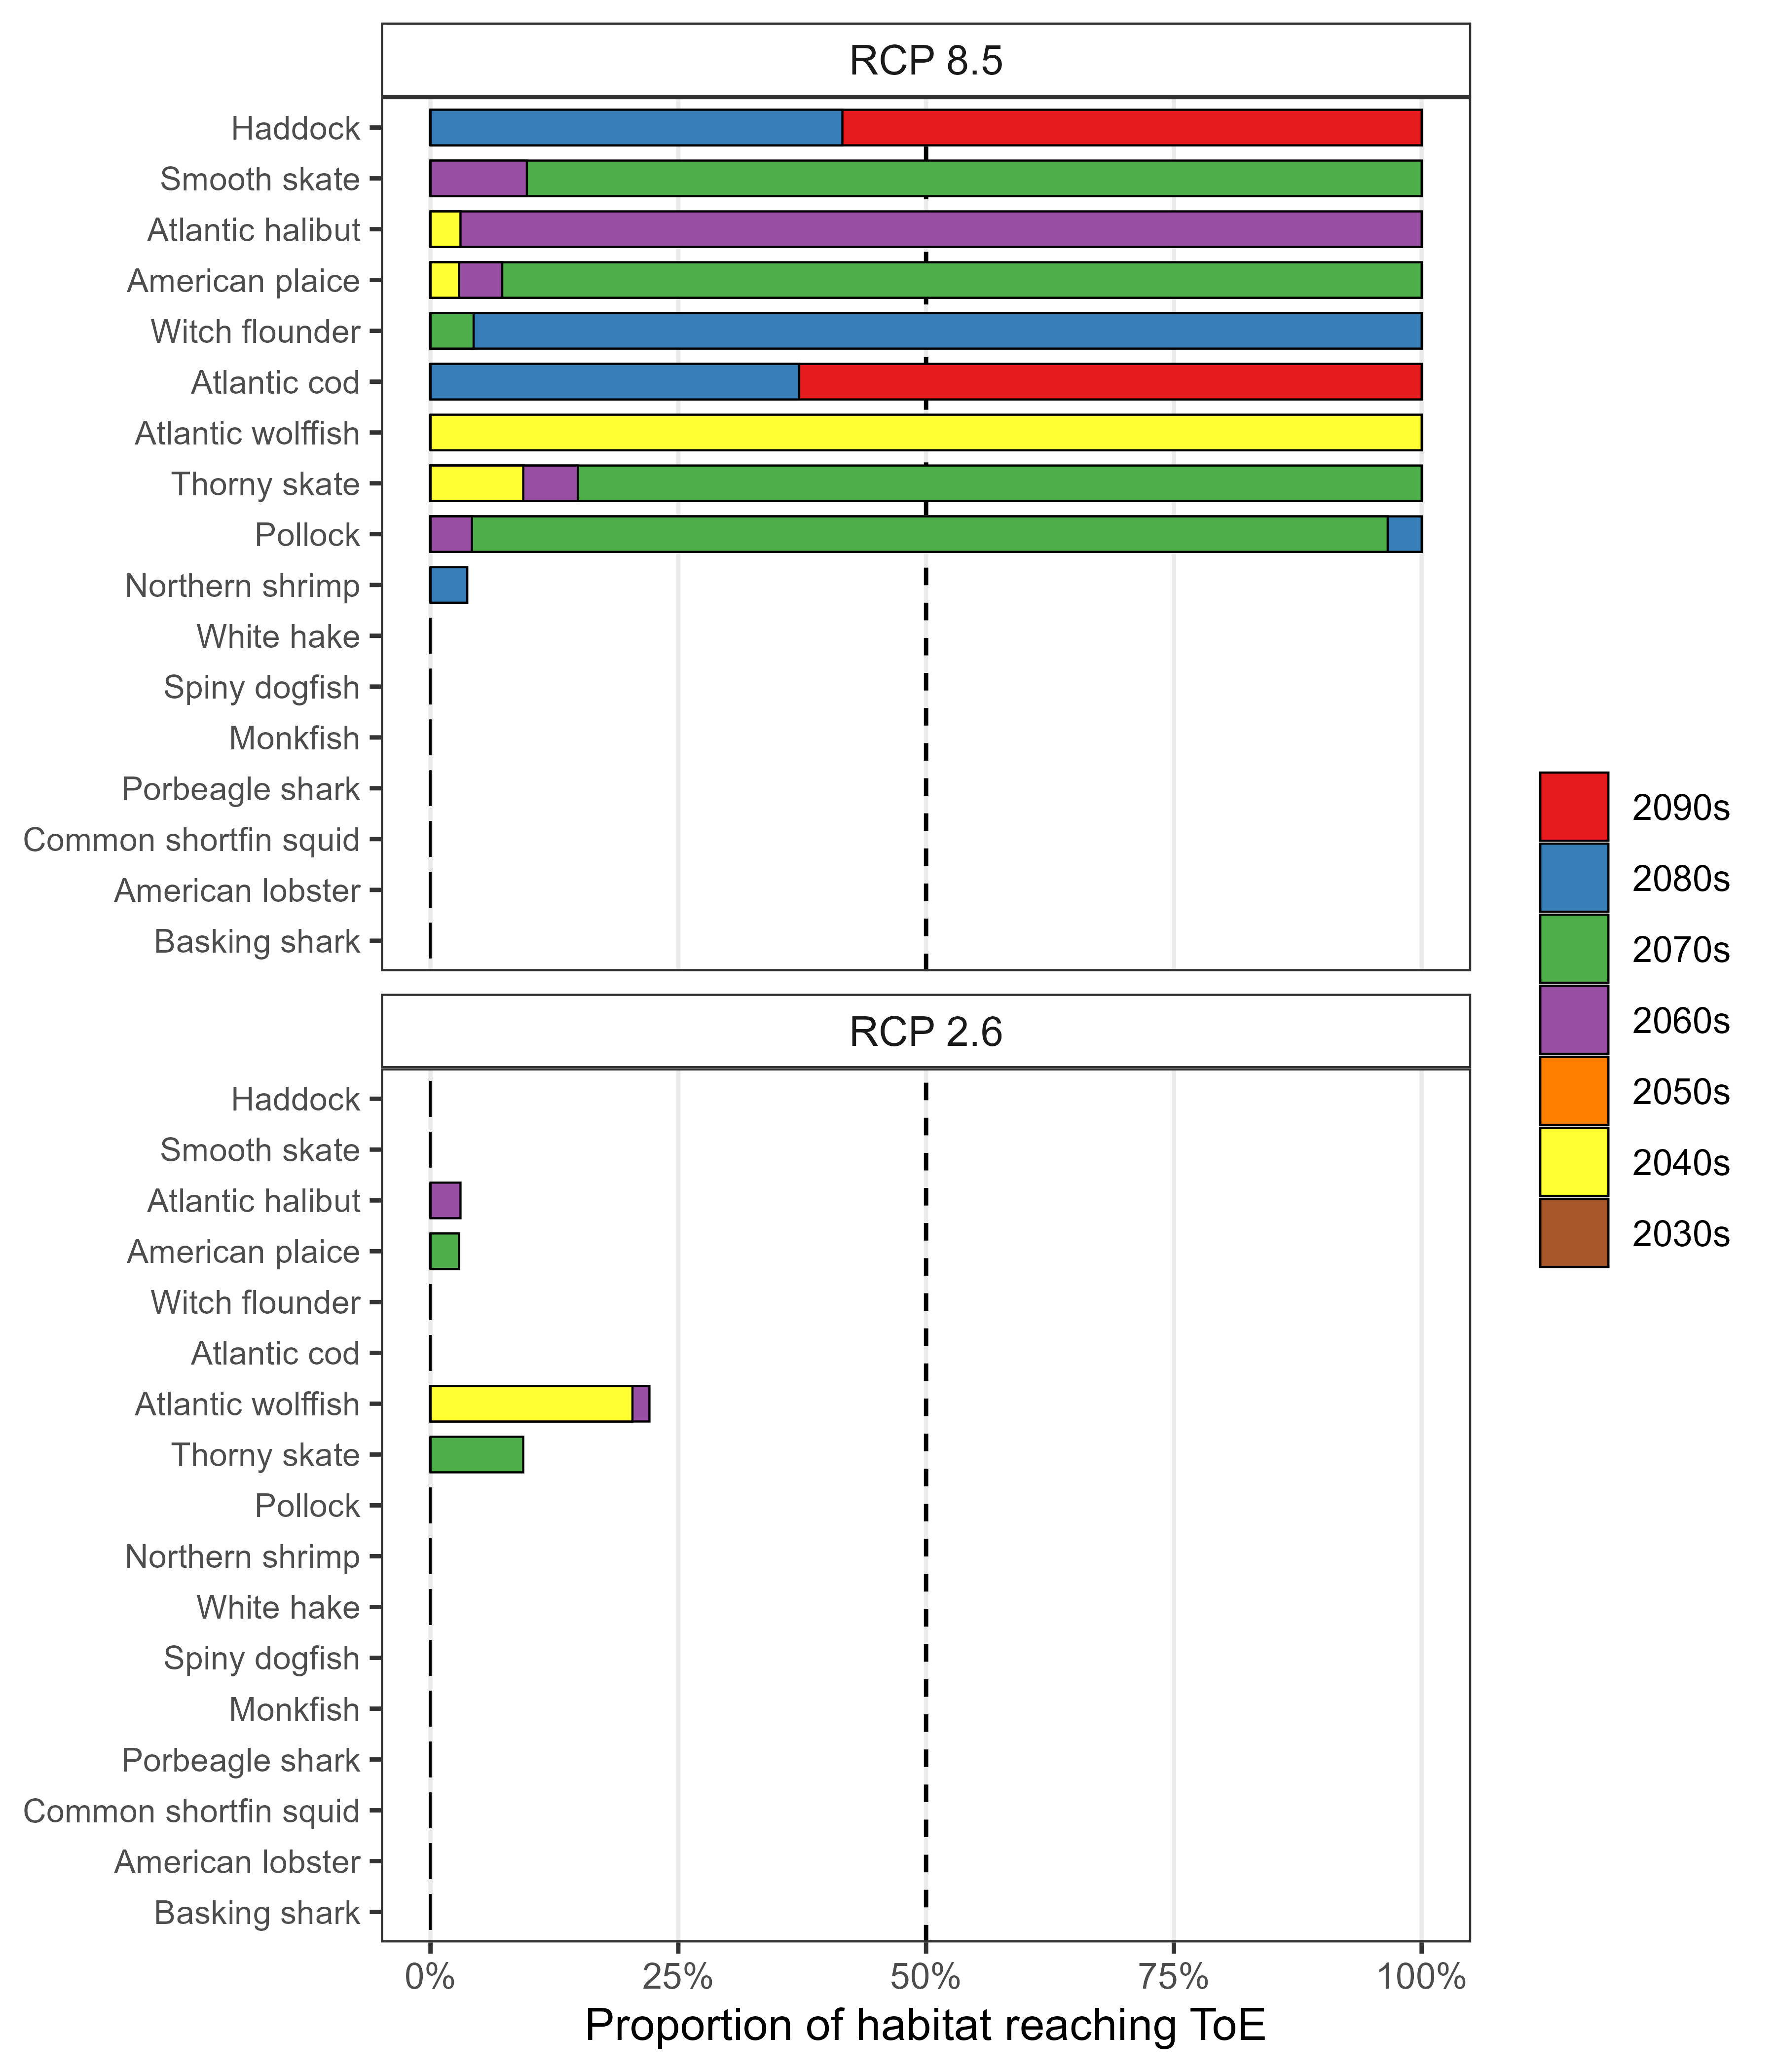 RCP 8.5
Haddock
Smooth skate
Atlantic halibut
American plaice
Witch flounder
Atlantic cod
Atlantic wolffish
Thorny skate
Pollock
Northern shrimp
White hake
Spiny dogfish
Monkfish
Porbeagle shark
Common shortfin squid
American lobster
Basking shark
RCP 2.6
Haddock
Smooth skate
Atlantic halibut
American plaice
Witch flounder
Atlantic cod
Atlantic wolffish
Thorny skate
Pollock
Northern shrimp
White hake
Spiny dogfish
Monkfish
Porbeagle shark
Common shortfin squid
American lobster
Basking shark
0% 25% 50% 75% 100%
Proportion of habitat reaching ToE
2090s
2080s
2070s
2060s
2050s
2040s
2030s